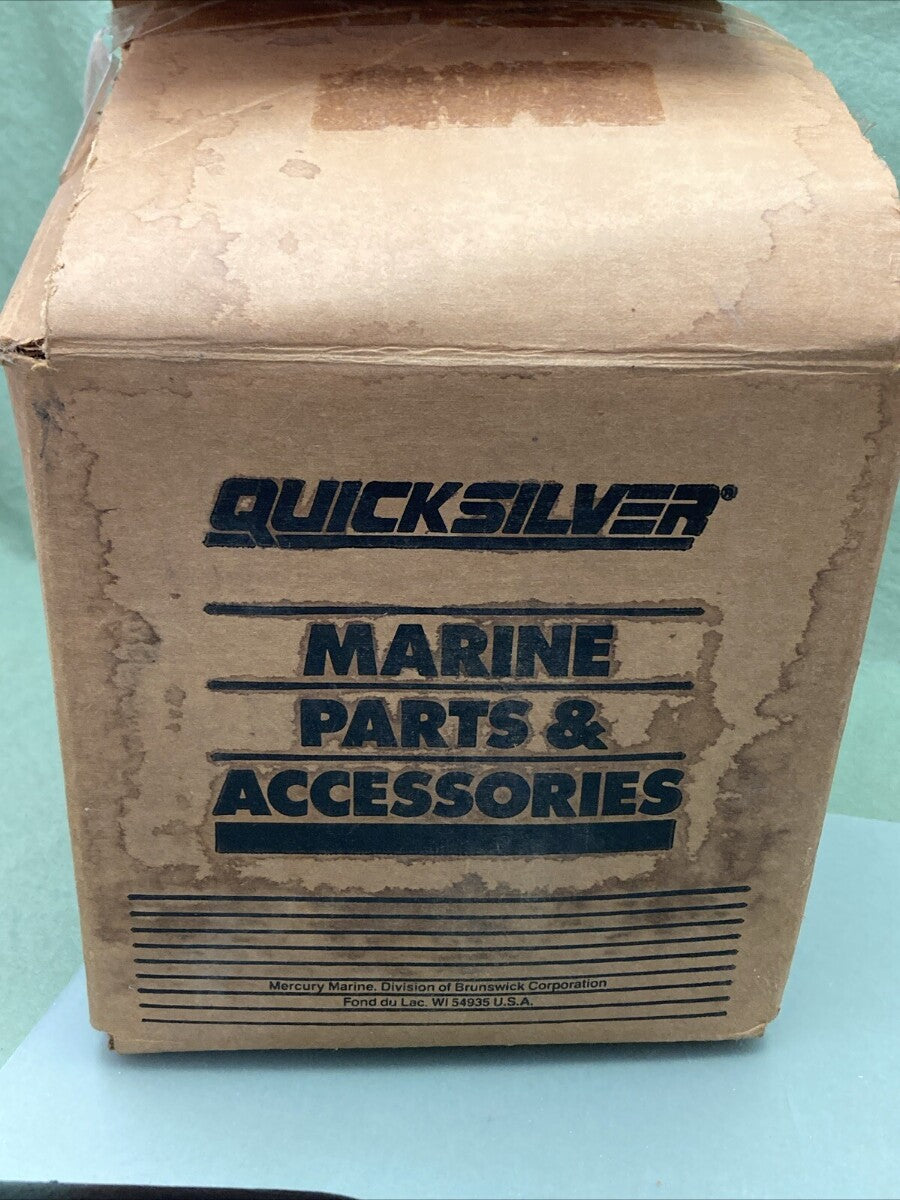 QUICKSILVER®
MARINE
PARTS &
ACCESSORIES
Mercury Marine. Division of Brunswick Corporation
Fond du Lac. WI 54935 U.S.A.